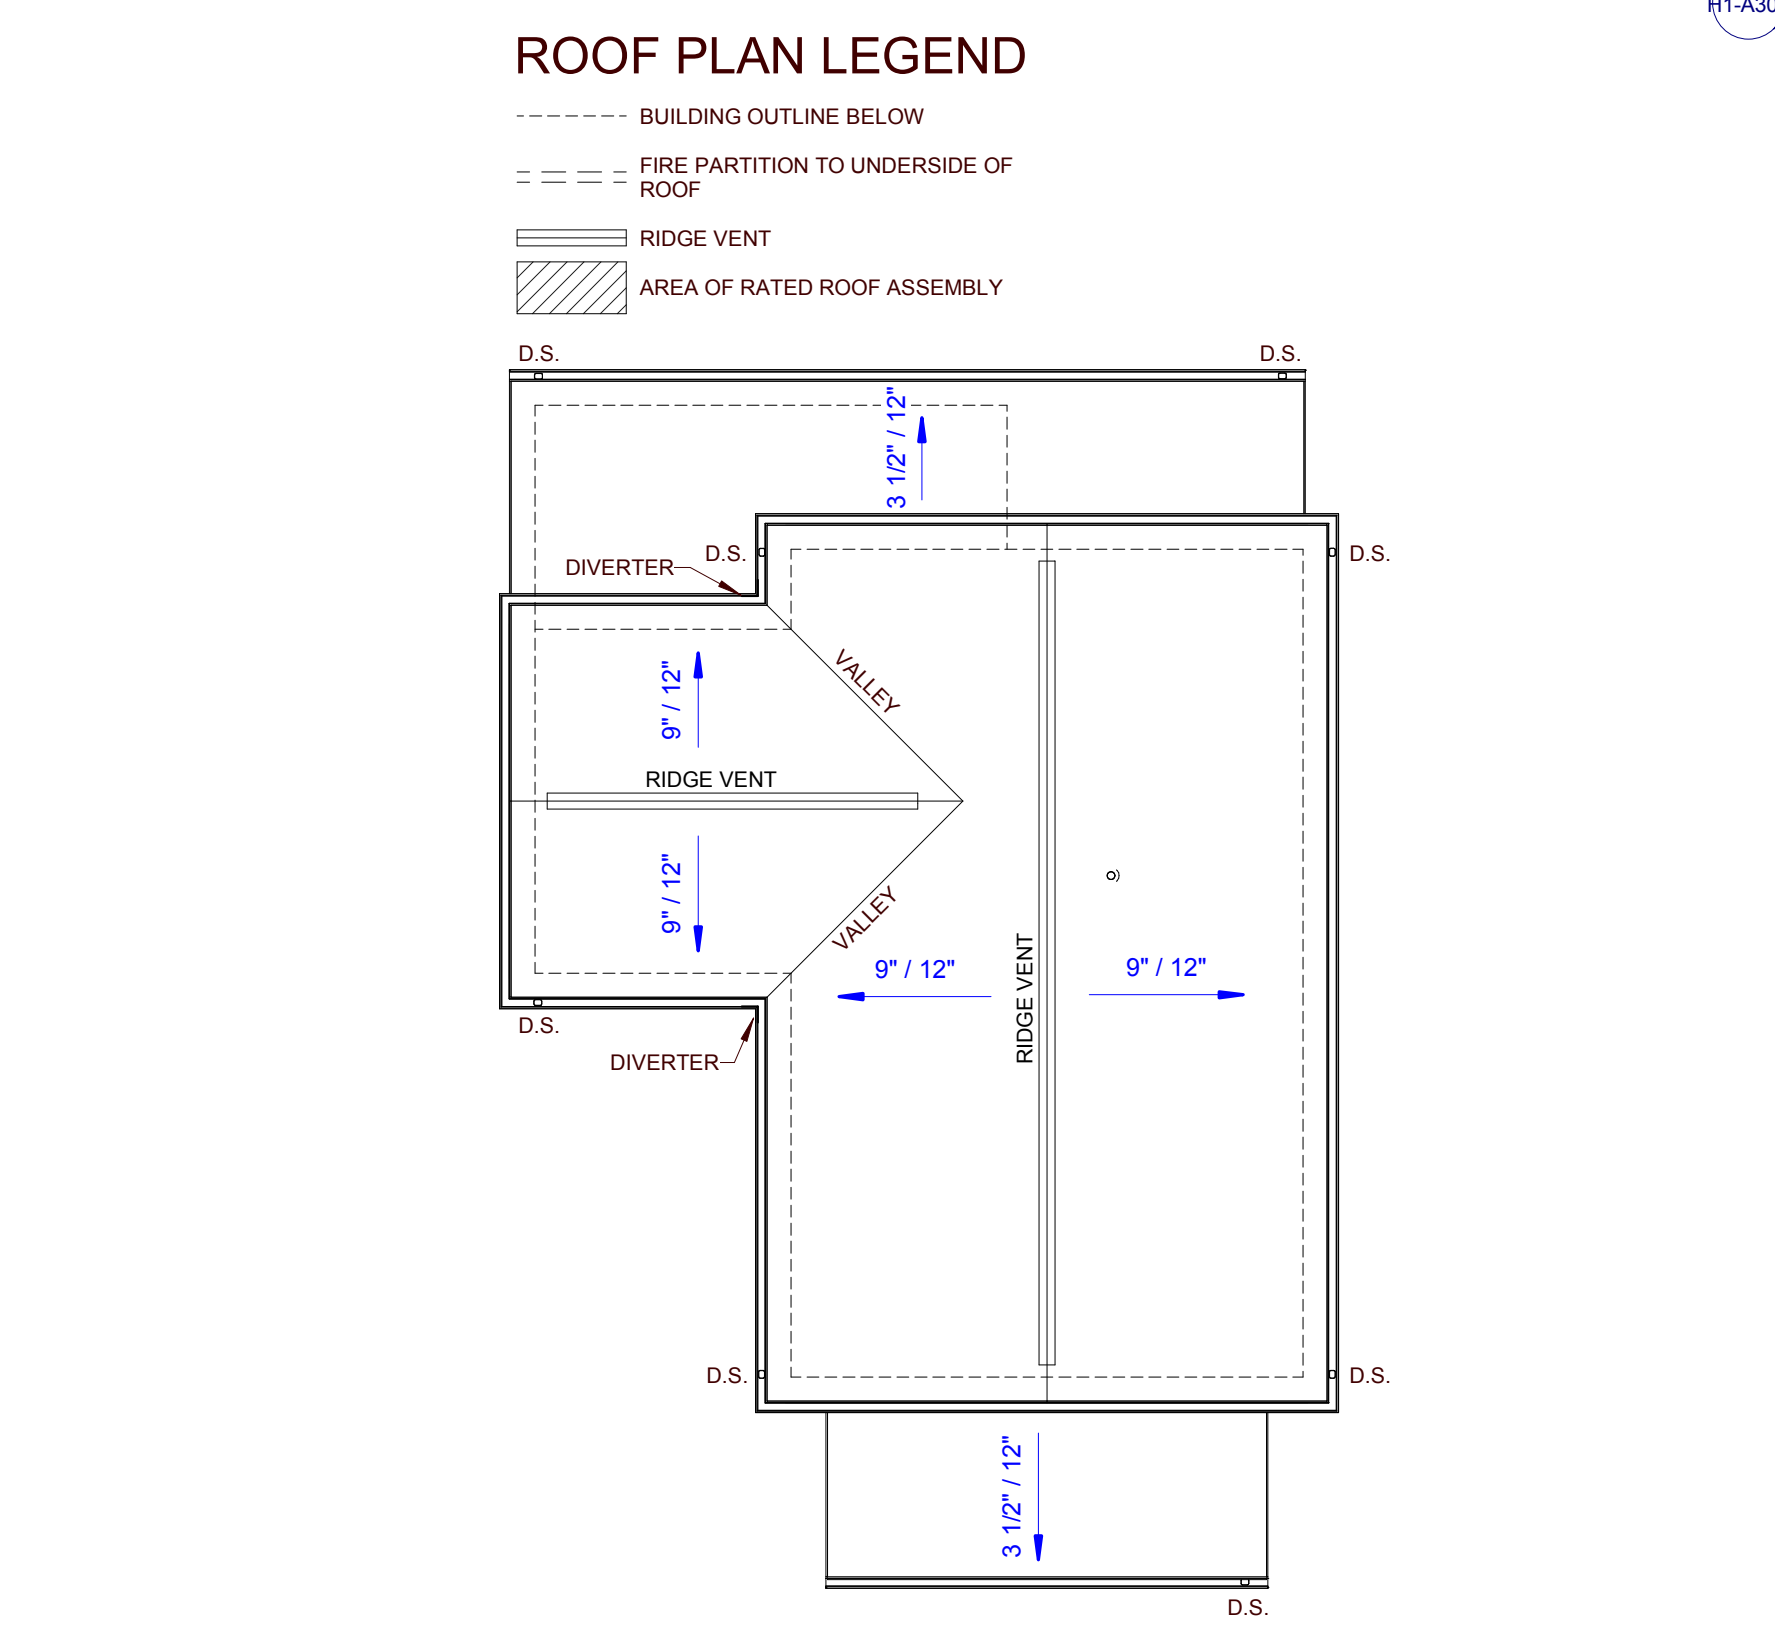 H1-A30
ROOF PLAN LEGEND
BUILDING OUTLINE BELOW
FIRE PARTITION TO UNDERSIDE OF
ROOF
RIDGE VENT
AREA OF RATED ROOF ASSEMBLY
D.S.
D.S.
3 1/2" / 12"
D.S.
D.S.
DIVERTER
VALLEY
9" / 12"
RIDGE VENT
9" / 12"
VALLEY
9" / 12"
9" / 12"
RIDGE VENT
D.S.
DIVERTER
D.S.
D.S.
3 1/2" / 12"
D.S.